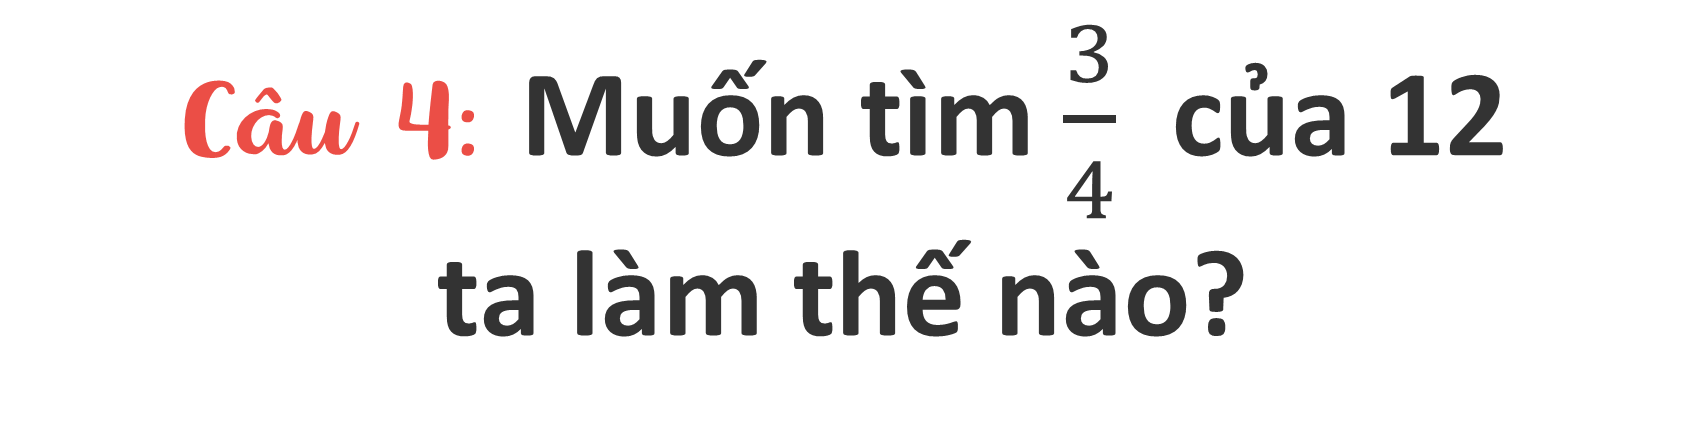 Câu 4: Muốn tìm 3/4 của 12
ta làm thế nào?